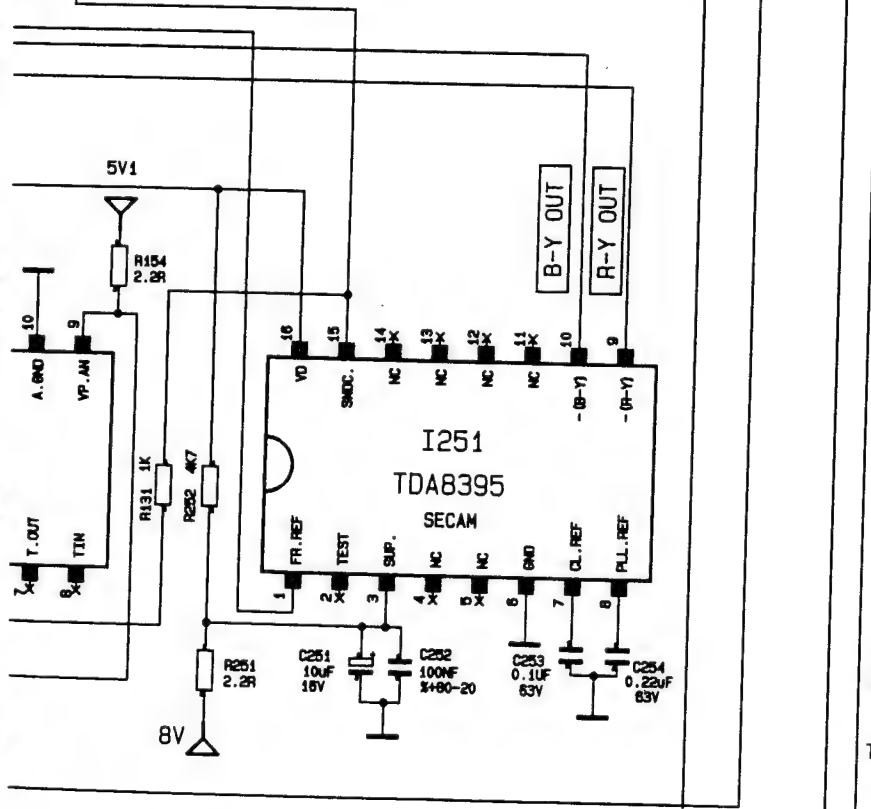 5V1
R154
2.2R
B-Y OUT
R-Y OUT
10
9
A.GND
VP.AN
16
15
14
13
12
11
10
9
VD
SNDC.
NC
NC
NC
NC
-(B-Y)
-(R-Y)
I251
TDA8395
SECAM
R131 1K
R252 4K7
T.OUT
TIN
7
8
FR.REF
TEST
SUP.
NC
NC
GND
CL.REF
PLL.REF
1
2
3
4
5
6
7
8
R251
2.2R
8V
C251
10uF
16V
C252
100NF
%+80-20
C253
0.1UF
63V
C254
0.22uF
63V